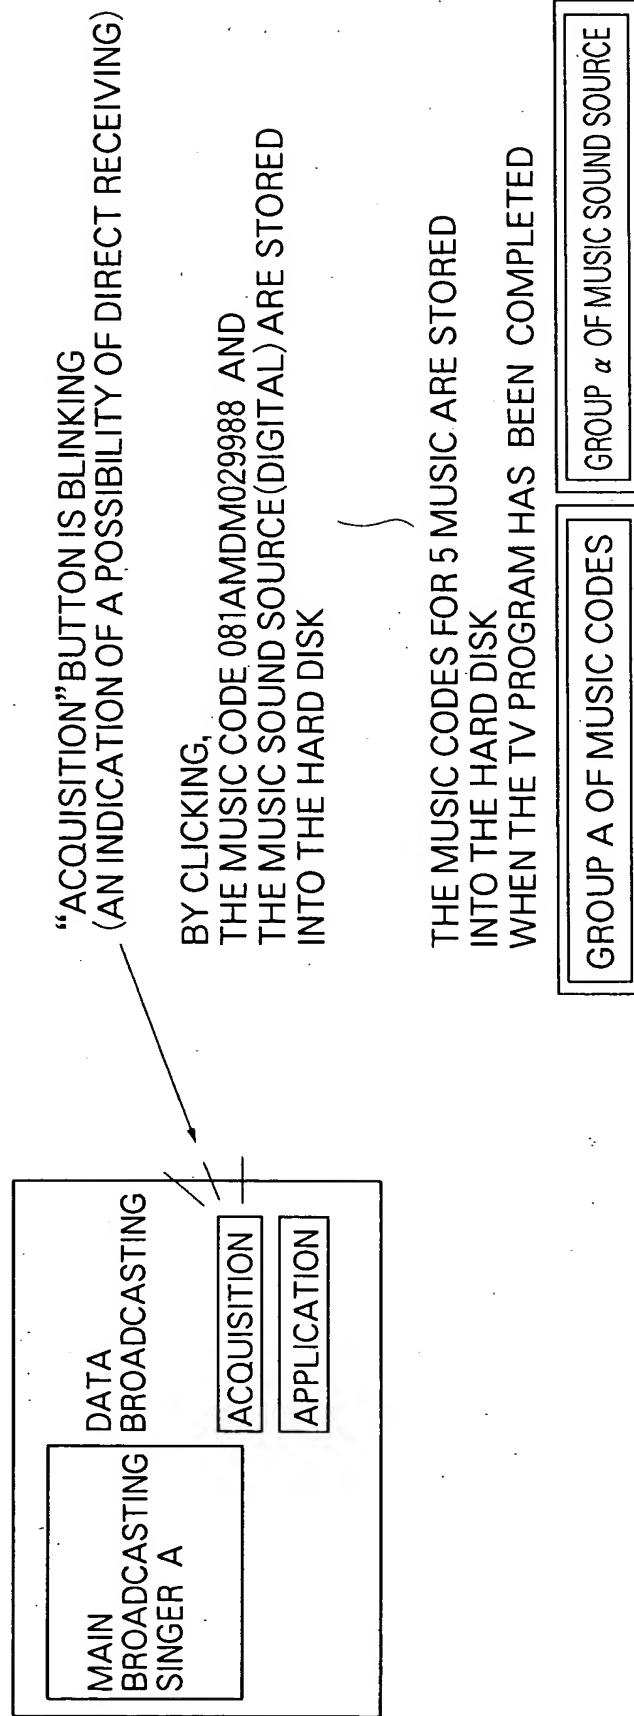 MAIN
BROADCASTING
SINGER A
DATA
BROADCASTING
ACQUISITION
APPLICATION
“ACQUISITION” BUTTON IS BLINKING
(AN INDICATION OF A POSSIBILITY OF DIRECT RECEIVING)
BY CLICKING,
THE MUSIC CODE 081AMDM029988 AND
THE MUSIC SOUND SOURCE(DIGITAL) ARE STORED
INTO THE HARD DISK
THE MUSIC CODES FOR 5 MUSIC ARE STORED
INTO THE HARD DISK
WHEN THE TV PROGRAM HAS BEEN COMPLETED
GROUP A OF MUSIC CODES
GROUP α OF MUSIC SOUND SOURCE